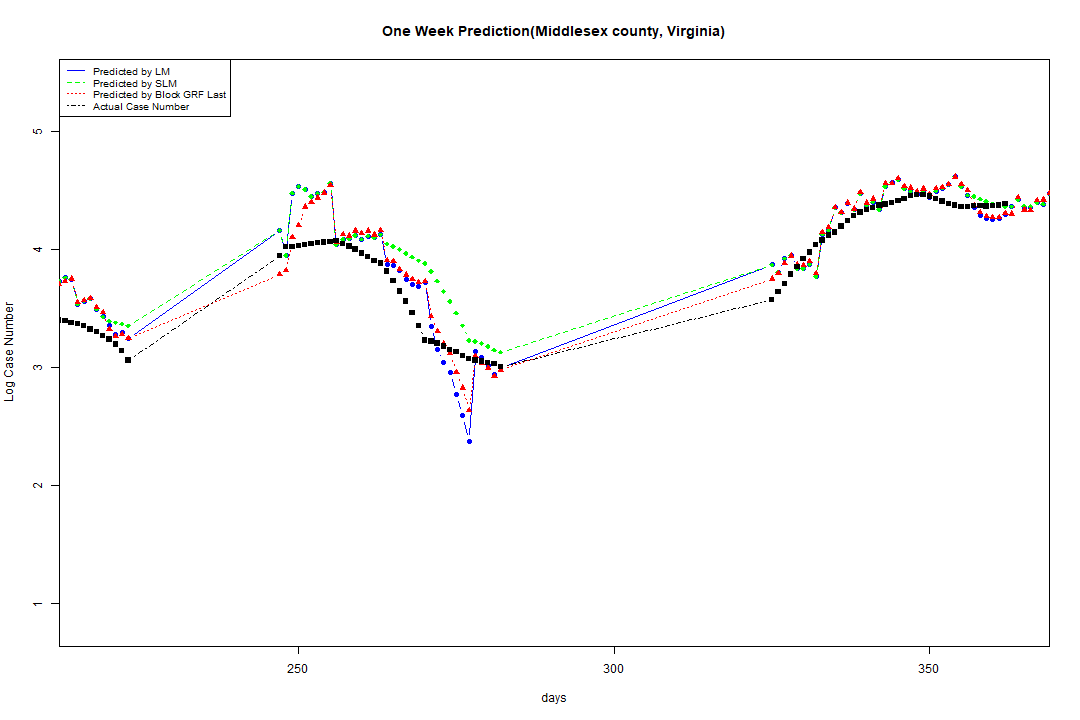 One Week Prediction(Middlesex county, Virginia)
Predicted by LM
Predicted by SLM
Predicted by Block GRF Last
Actual Case Number
5
4
3
2
1
Log Case Number
250 300 350
days